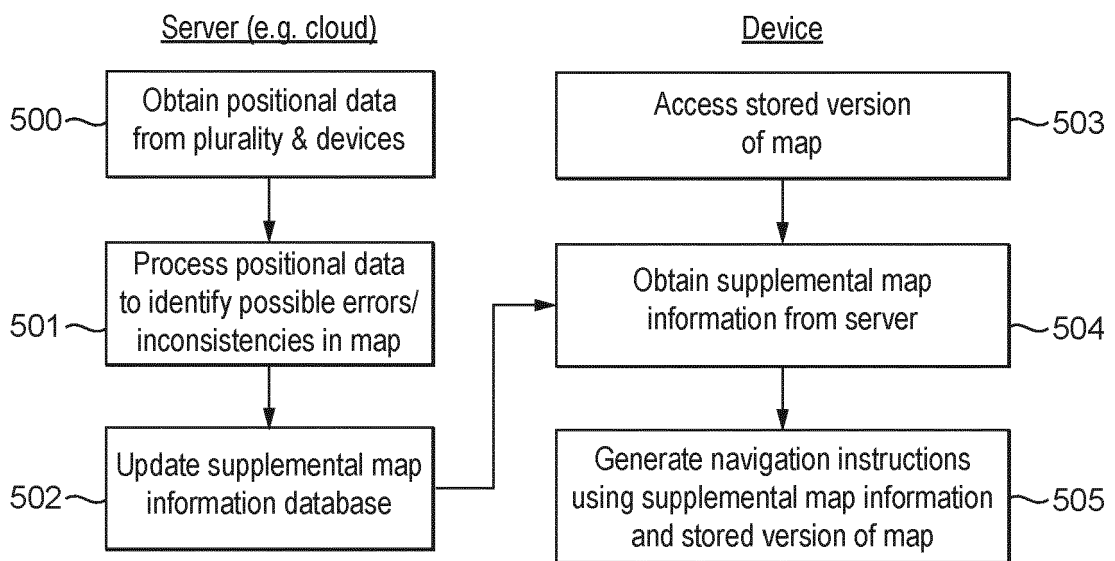 Server (e.g. cloud)
500
Obtain positional data
from plurality & devices
501
Process positional data
to identify possible errors/
inconsistencies in map
502
Update supplemental map
information database
Device
Access stored version
of map
503
Obtain supplemental map
information from server
504
Generate navigation instructions
using supplemental map information
and stored version of map
505